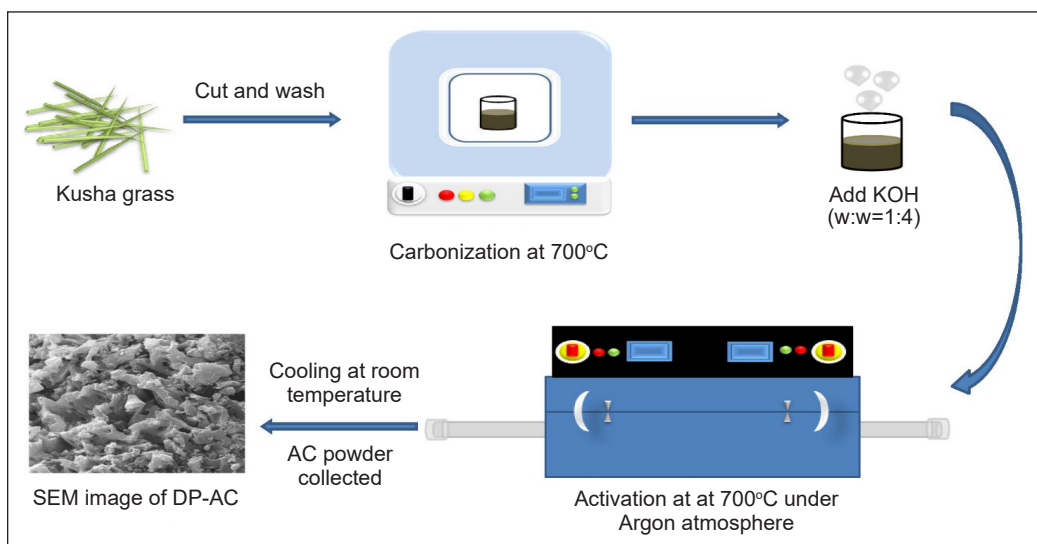 Cut and wash
Kusha grass
Carbonization at 700°C
Add KOH
(w:w=1:4)
Cooling at room
temperature
AC powder
collected
SEM image of DP-AC
Activation at at 700°C under
Argon atmosphere